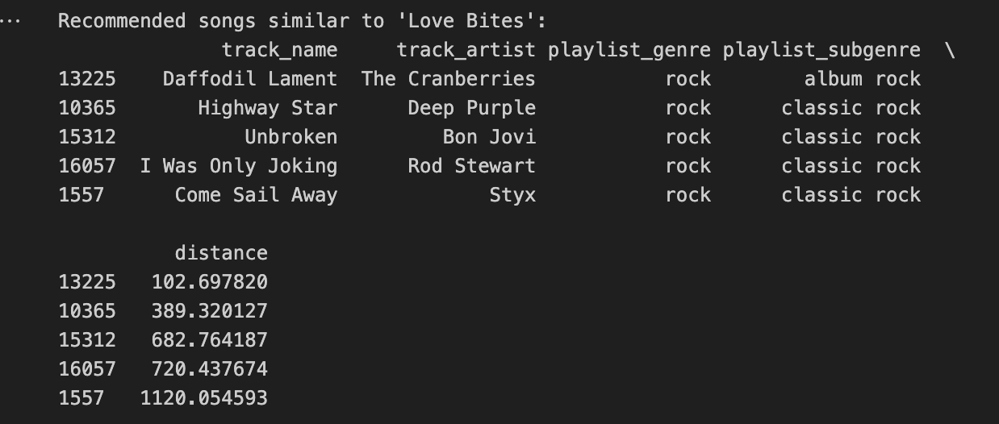 ... Recommended songs similar to 'Love Bites':
track_name track_artist playlist_genre playlist_subgenre \
13225 Daffodil Lament The Cranberries rock album rock
10365 Highway Star Deep Purple rock classic rock
15312 Unbroken Bon Jovi rock classic rock
16057 I Was Only Joking Rod Stewart rock classic rock
1557 Come Sail Away Styx rock classic rock
distance
13225 102.697820
10365 389.320127
15312 682.764187
16057 720.437674
1557 1120.054593